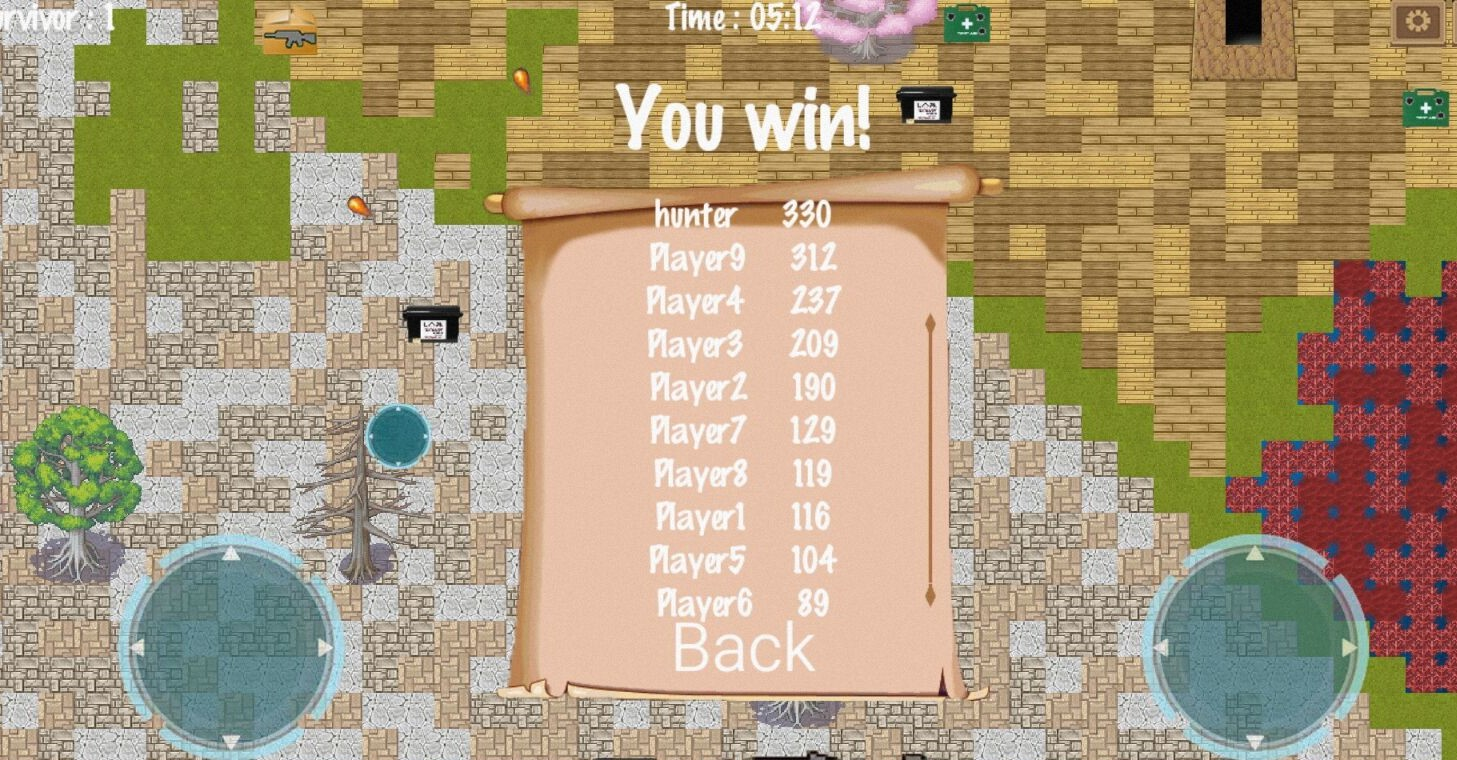 urvivor : 1
Time : 05:12
You win!
hunter 330
Player9 312
Player4 237
Player3 209
Player2 190
Player7 129
Player8 119
Player1 116
Player5 104
Player6 89
Back